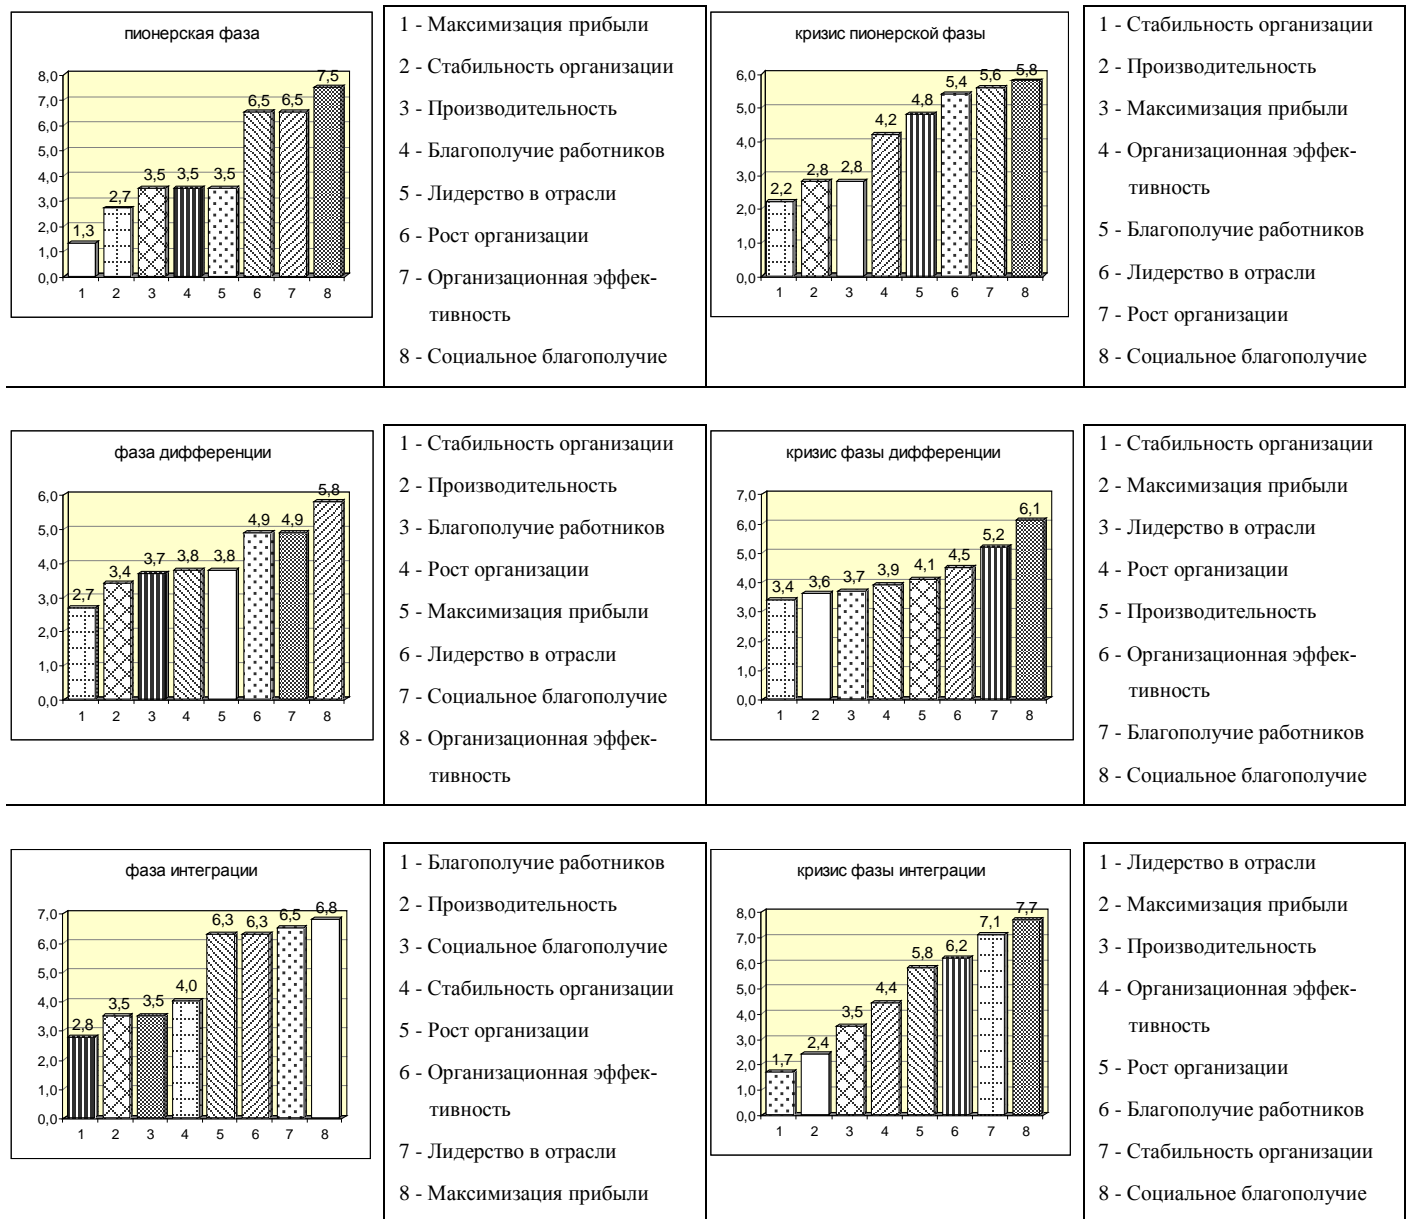 пионерская фаза
8,0
7,0
6,0
5,0
4,0
3,0
2,0
1,0
0,0
1,3
2,7
3,5
3,5
3,5
6,5
6,5
7,5
1 2 3 4 5 6 7 8
1 - Максимизация прибыли
2 - Стабильность организации
3 - Производительность
4 - Благополучие работников
5 - Лидерство в отрасли
6 - Рост организации
7 - Организационная эффек-
тивность
8 - Социальное благополучие
кризис пионерской фазы
6,0
5,0
4,0
3,0
2,0
1,0
0,0
2,2
2,8
2,8
4,2
4,8
5,4
5,6
5,8
1 2 3 4 5 6 7 8
1 - Стабильность организации
2 - Производительность
3 - Максимизация прибыли
4 - Организационная эффек-
тивность
5 - Благополучие работников
6 - Лидерство в отрасли
7 - Рост организации
8 - Социальное благополучие
фаза дифференции
6,0
5,0
4,0
3,0
2,0
1,0
0,0
2,7
3,4
3,7
3,8
3,8
4,9
4,9
5,8
1 2 3 4 5 6 7 8
1 - Стабильность организации
2 - Производительность
3 - Благополучие работников
4 - Рост организации
5 - Максимизация прибыли
6 - Лидерство в отрасли
7 - Социальное благополучие
8 - Организационная эффек-
тивность
кризис фазы дифференции
7,0
6,0
5,0
4,0
3,0
2,0
1,0
0,0
3,4
3,6
3,7
3,9
4,1
4,5
5,2
6,1
1 2 3 4 5 6 7 8
1 - Стабильность организации
2 - Максимизация прибыли
3 - Лидерство в отрасли
4 - Рост организации
5 - Производительность
6 - Организационная эффек-
тивность
7 - Благополучие работников
8 - Социальное благополучие
фаза интеграции
7,0
6,0
5,0
4,0
3,0
2,0
1,0
0,0
2,8
3,5
3,5
4,0
6,3
6,3
6,5
6,8
1 2 3 4 5 6 7 8
1 - Благополучие работников
2 - Производительность
3 - Социальное благополучие
4 - Стабильность организации
5 - Рост организации
6 - Организационная эффек-
тивность
7 - Лидерство в отрасли
8 - Максимизация прибыли
кризис фазы интеграции
8,0
7,0
6,0
5,0
4,0
3,0
2,0
1,0
0,0
1,7
2,4
3,5
4,4
5,8
6,2
7,1
7,7
1 2 3 4 5 6 7 8
1 - Лидерство в отрасли
2 - Максимизация прибыли
3 - Производительность
4 - Организационная эффек-
тивность
5 - Рост организации
6 - Благополучие работников
7 - Стабильность организации
8 - Социальное благополучие